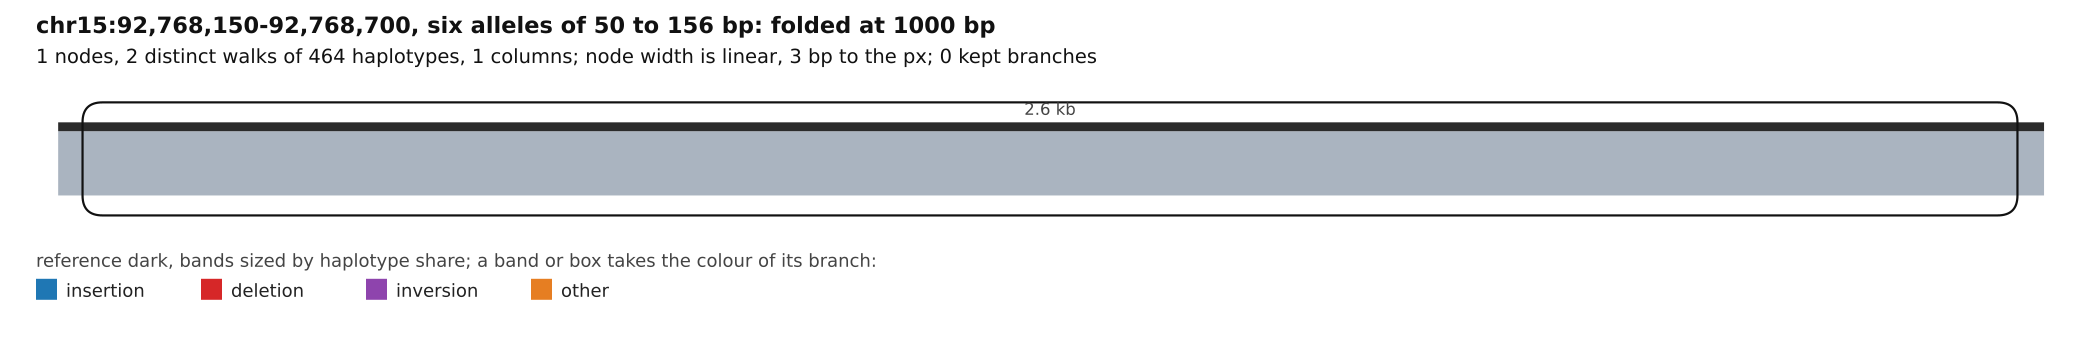 chr15:92,768,150-92,768,700, six alleles of 50 to 156 bp: folded at 1000 bp
1 nodes, 2 distinct walks of 464 haplotypes, 1 columns; node width is linear, 3 bp to the px; 0 kept branches
2.6 kb
reference dark, bands sized by haplotype share; a band or box takes the colour of its branch:
insertion deletion inversion other